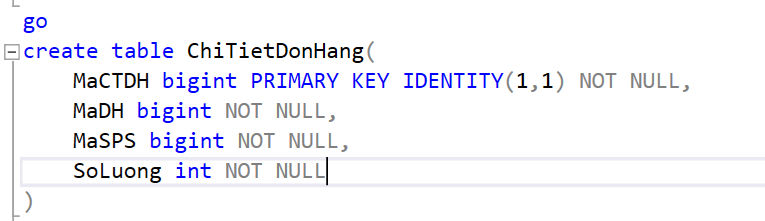 go
create table ChiTietDonHang(
MaCTDH bigint PRIMARY KEY IDENTITY(1,1) NOT NULL,
MaDH bigint NOT NULL,
MaSPS bigint NOT NULL,
SoLuong int NOT NULL
)